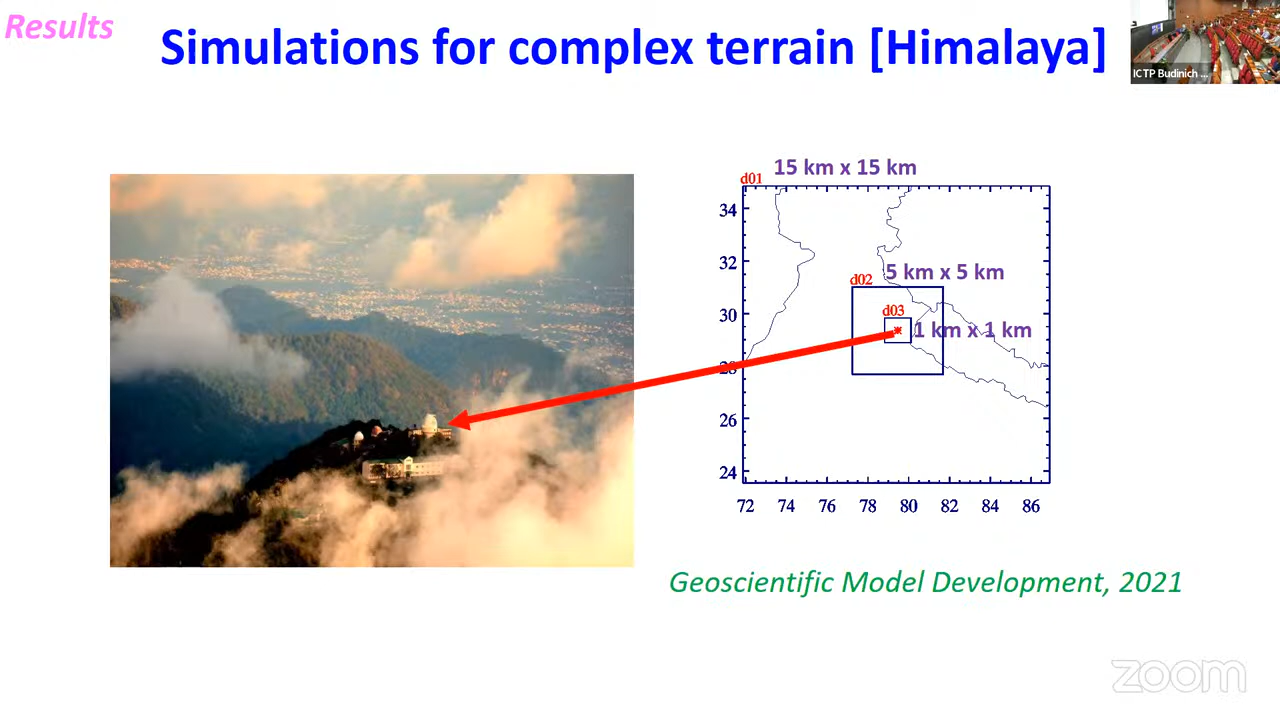 Results
Simulations for complex terrain [Himalaya]
ICTP Budinich ...
15 km x 15 km
d01
34
32
5 km x 5 km
d02
30
d03
1 km x 1 km
28
26
24
72 74 76 78 80 82 84 86
Geoscientific Model Development, 2021
zoom